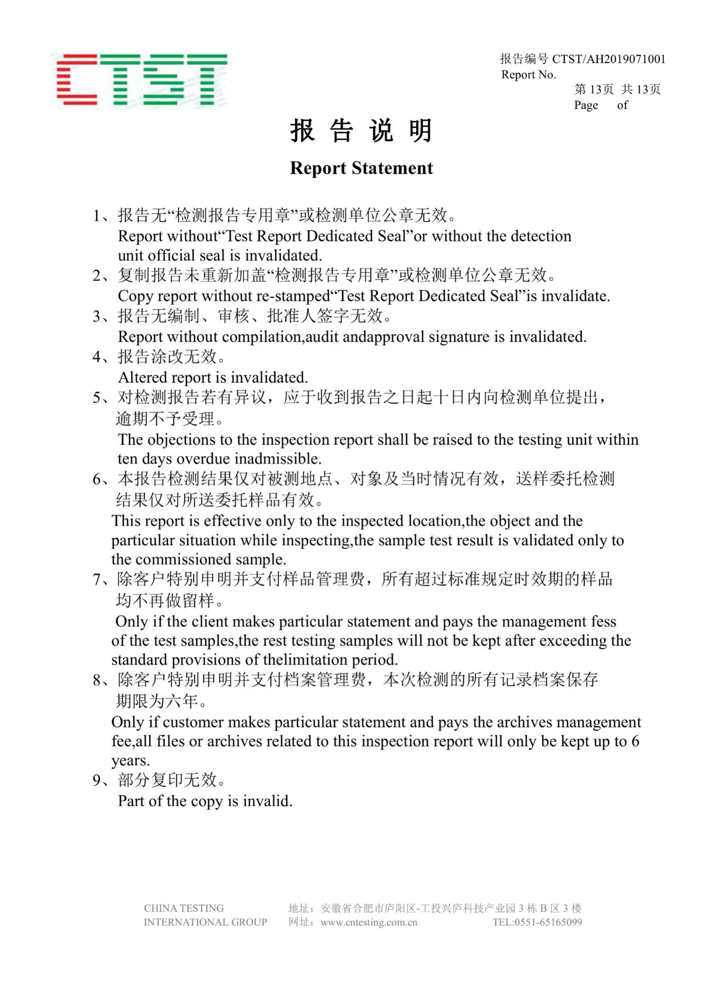 CTST
报告编号 CTST/AH2019071001
Report No.
第 13页 共 13页
Page of
报 告 说 明
Report Statement
1、报告无“检测报告专用章”或检测单位公章无效。
Report without“Test Report Dedicated Seal”or without the detection
unit official seal is invalidated.
2、复制报告未重新加盖“检测报告专用章”或检测单位公章无效。
Copy report without re-stamped“Test Report Dedicated Seal”is invalidate.
3、报告无编制、审核、批准人签字无效。
Report without compilation,audit andapproval signature is invalidated.
4、报告涂改无效。
Altered report is invalidated.
5、对检测报告若有异议，应于收到报告之日起十日内向检测单位提出，
逾期不予受理。
The objections to the inspection report shall be raised to the testing unit within
ten days overdue inadmissible.
6、本报告检测结果仅对被测地点、对象及当时情况有效，送样委托检测
结果仅对所送委托样品有效。
This report is effective only to the inspected location,the object and the
particular situation while inspecting,the sample test result is validated only to
the commissioned sample.
7、除客户特别申明并支付样品管理费，所有超过标准规定时效期的样品
均不再做留样。
Only if the client makes particular statement and pays the management fess
of the test samples,the rest testing samples will not be kept after exceeding the
standard provisions of thelimitation period.
8、除客户特别申明并支付档案管理费，本次检测的所有记录档案保存
期限为六年。
Only if customer makes particular statement and pays the archives management
fee,all files or archives related to this inspection report will only be kept up to 6
years.
9、部分复印无效。
Part of the copy is invalid.
CHINA TESTING 地址：安徽省合肥市庐阳区-工投兴庐科技产业园 3 栋 B 区 3 楼
INTERNATIONAL GROUP 网址：www.cntesting.com.cn TEL:0551-65165099